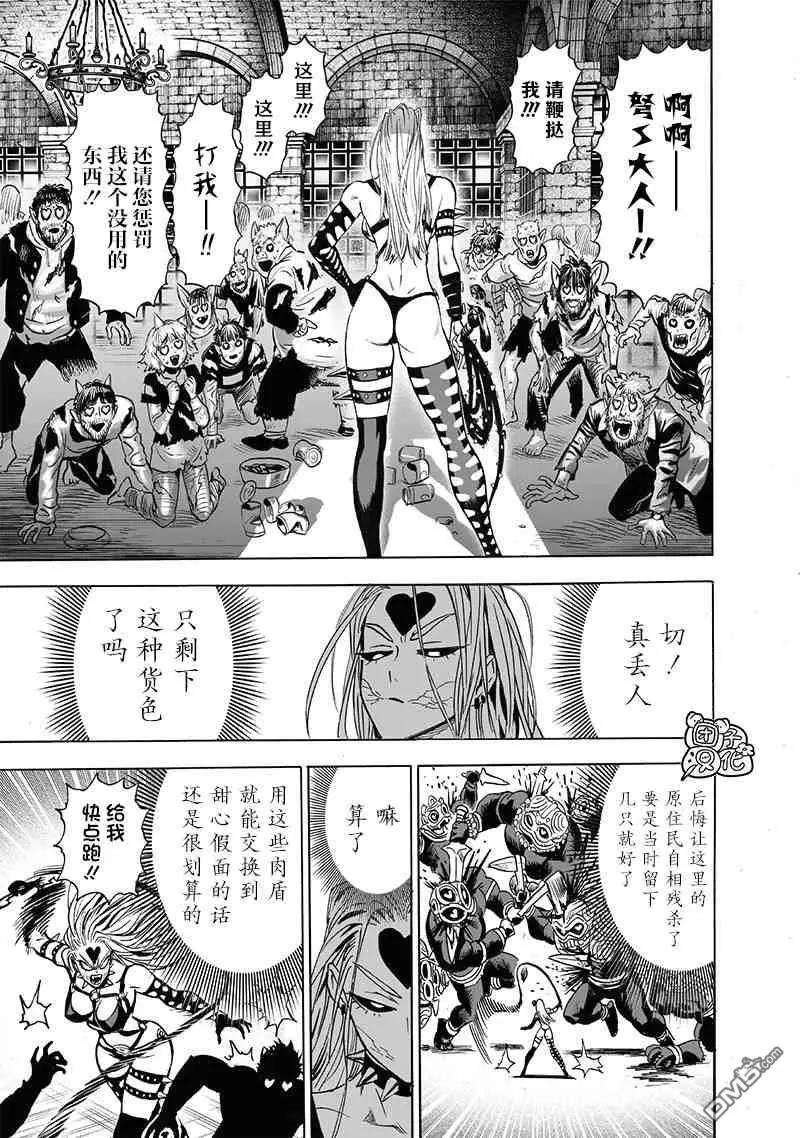 啊啊——
弩S大人——!!
请鞭挞
我!!!
这里!!!
这里!!!
打我——!!
还请您惩罚
我这个没用的
东西!!
切!
真丢人
只剩下
这种货色
了吗
后悔让这里的
原住民自相残杀了
要是当时留下
几只就好了
嘛
算了
用这些肉盾
就能交换到
甜心假面的话
还是很划算的
给我
快点跑!!
团子
只化
DM5.com